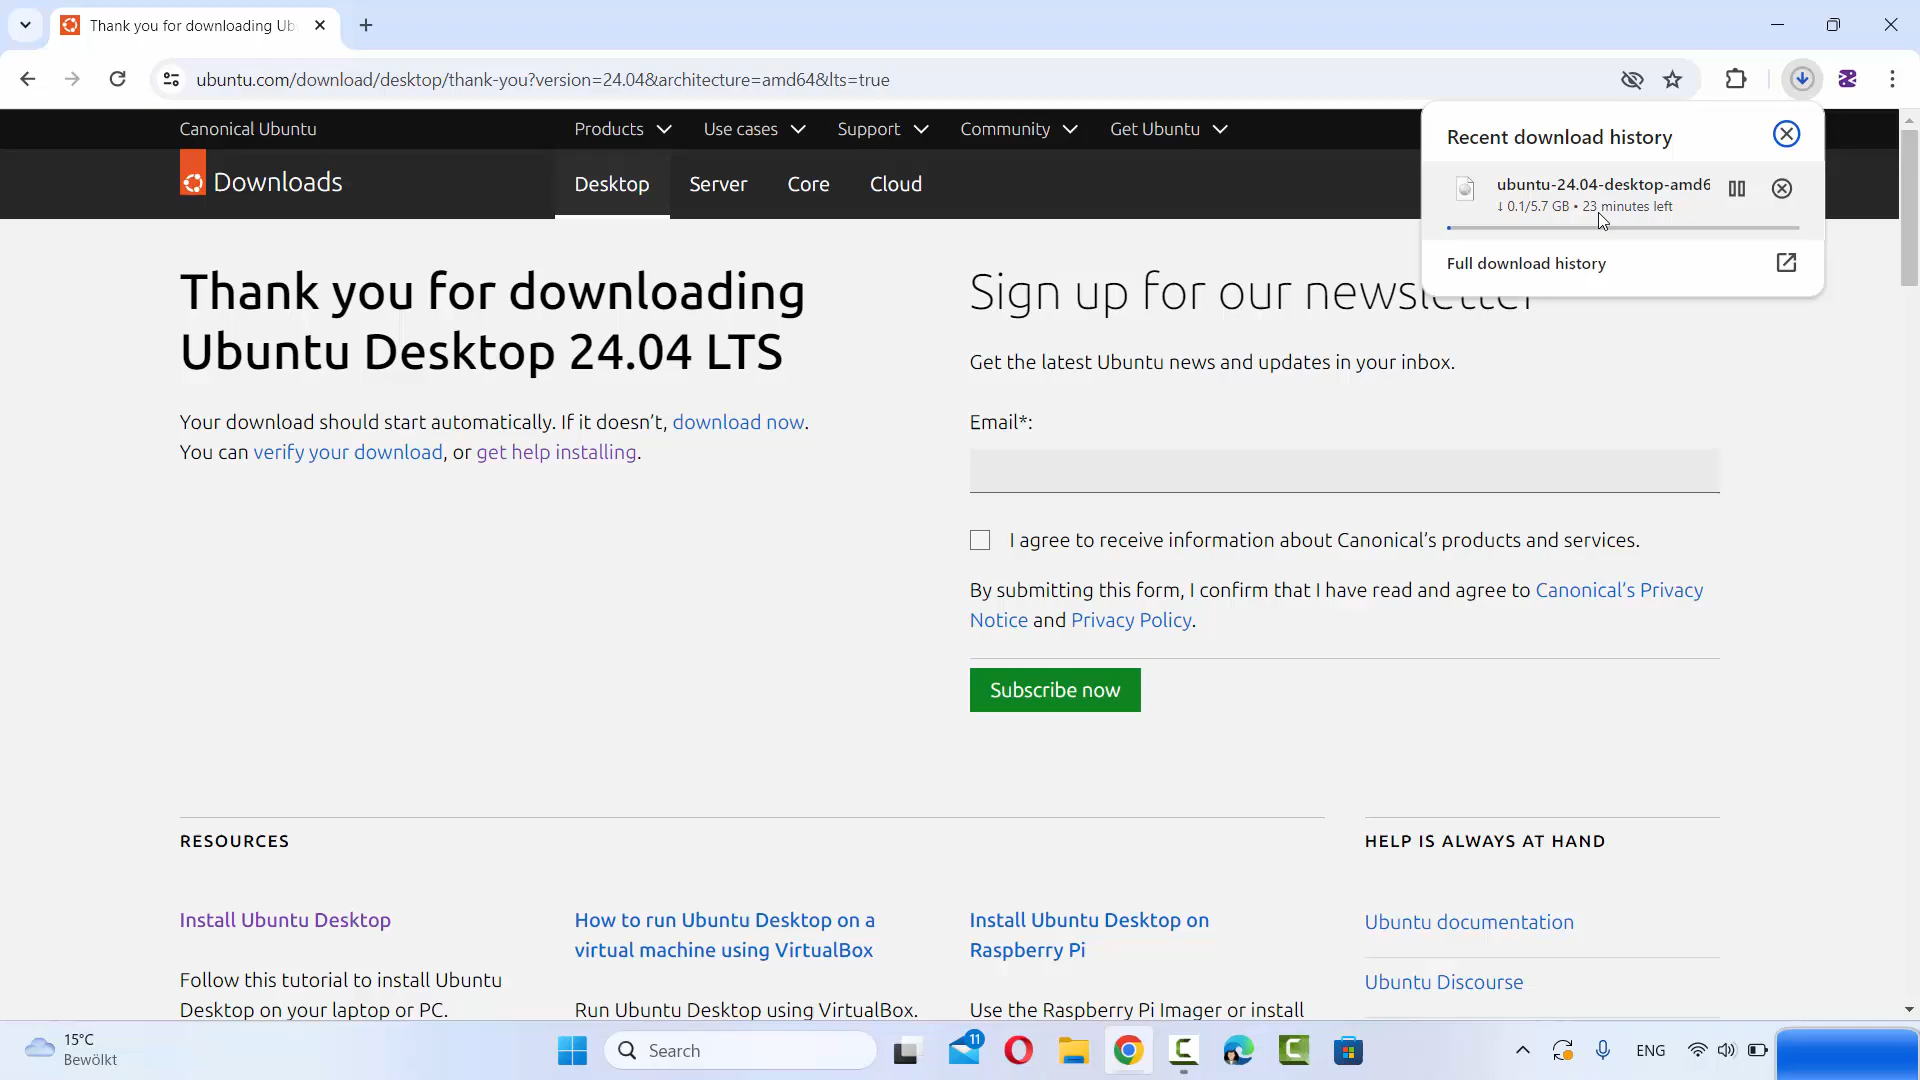 Thank you for downloading Ub
ubuntu.com/download/desktop/thank-you?version=24.04&architecture=amd64&lts=true
Canonical Ubuntu
Products
Use cases
Support
Community
Get Ubuntu
Downloads
Desktop
Server
Core
Cloud
Recent download history
ubuntu-24.04-desktop-amd6
↓ 0.1/5.7 GB • 23 minutes left
Full download history
Thank you for downloading
Ubuntu Desktop 24.04 LTS
Your download should start automatically. If it doesn’t, download now.
You can verify your download, or get help installing.
Sign up for our newsletter
Get the latest Ubuntu news and updates in your inbox.
Email*:
I agree to receive information about Canonical’s products and services.
By submitting this form, I confirm that I have read and agree to Canonical’s Privacy
Notice and Privacy Policy.
Subscribe now
RESOURCES
Install Ubuntu Desktop
Follow this tutorial to install Ubuntu
Desktop on your laptop or PC.
How to run Ubuntu Desktop on a
virtual machine using VirtualBox
Run Ubuntu Desktop using VirtualBox.
Install Ubuntu Desktop on
Raspberry Pi
Use the Raspberry Pi Imager or install
HELP IS ALWAYS AT HAND
Ubuntu documentation
Ubuntu Discourse
15°C
Bewölkt
Search
11
ENG